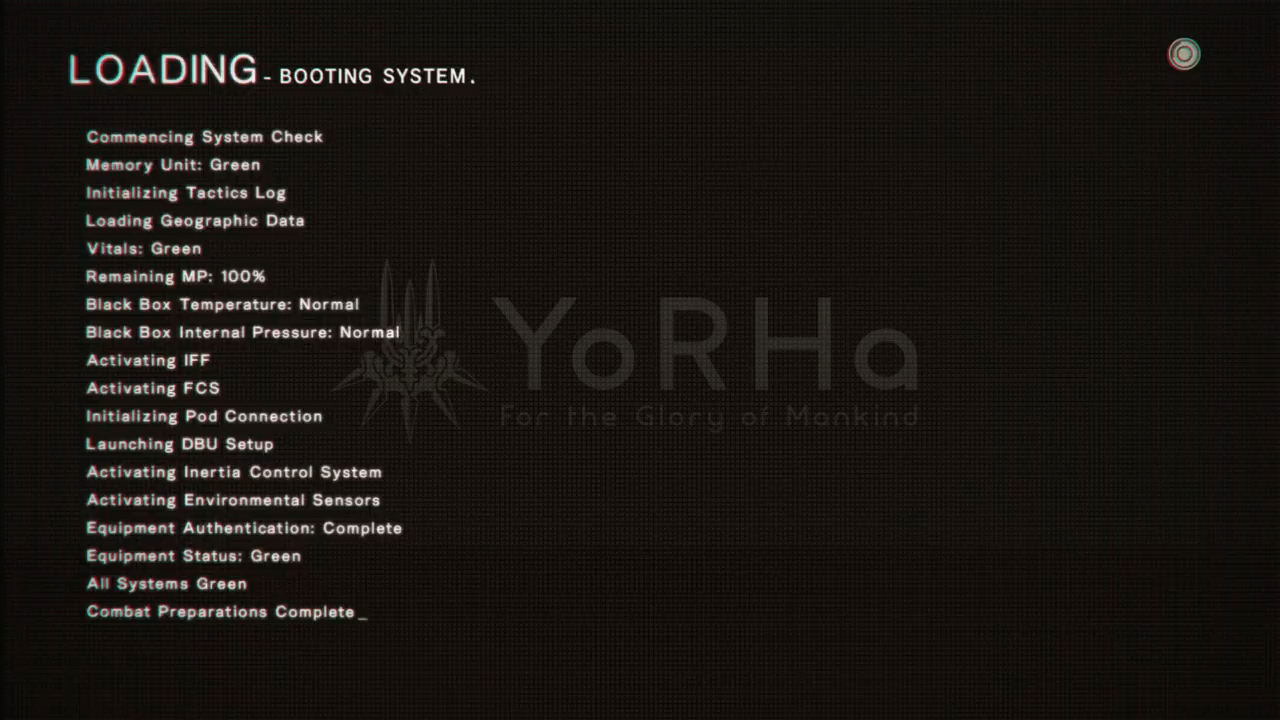 LOADING - BOOTING SYSTEM.
Commencing System Check
Memory Unit: Green
Initializing Tactics Log
Loading Geographic Data
Vitals: Green
Remaining MP: 100%
Black Box Temperature: Normal
Black Box Internal Pressure: Normal
Activating IFF
Activating FCS
Initializing Pod Connection
Launching DBU Setup
Activating Inertia Control System
Activating Environmental Sensors
Equipment Authentication: Complete
Equipment Status: Green
All Systems Green
Combat Preparations Complete_
YoRHa
For the Glory of Mankind